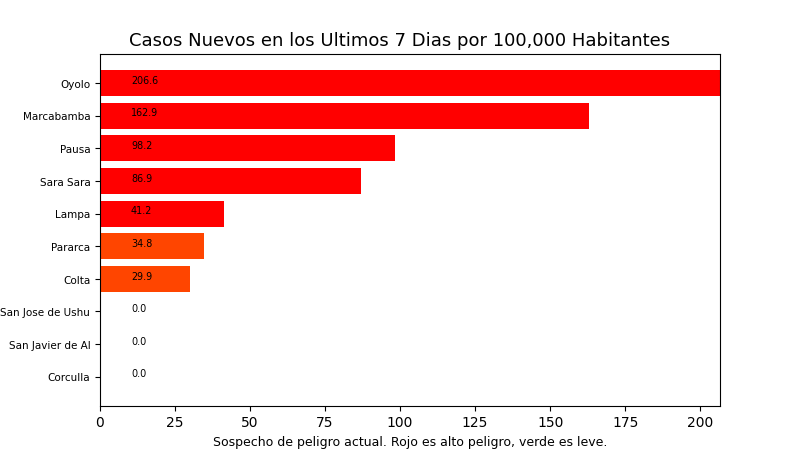 Casos Nuevos en los Ultimos 7 Dias por 100,000 Habitantes
Oyolo 206.6
Marcabamba 162.9
Pausa 98.2
Sara Sara 86.9
Lampa 41.2
Pararca 34.8
Colta 29.9
San Jose de Ushu 0.0
San Javier de Al 0.0
Corculla 0.0
0 25 50 75 100 125 150 175 200
Sospecho de peligro actual. Rojo es alto peligro, verde es leve.